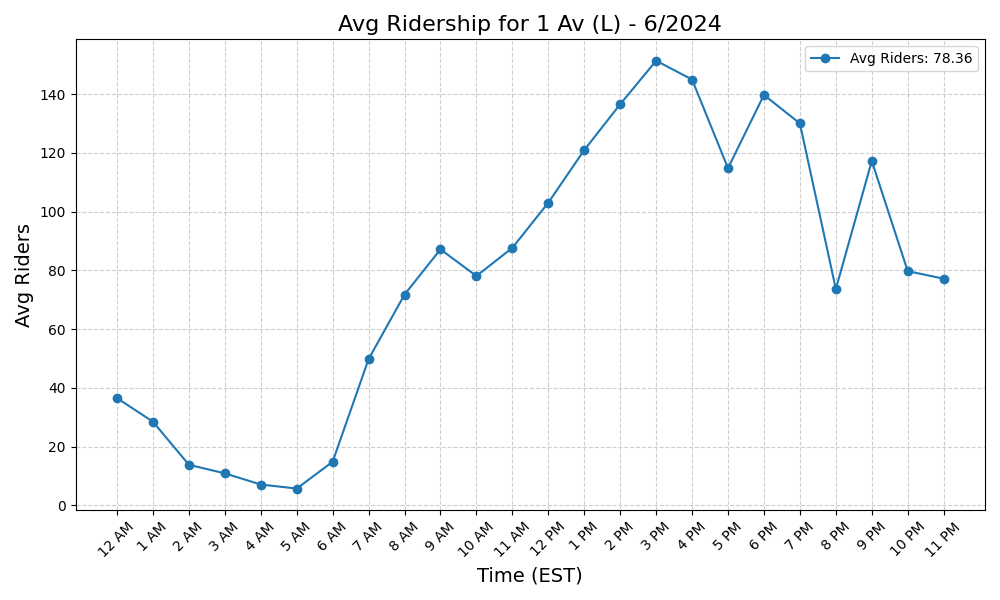 Avg Ridership for 1 Av (L) - 6/2024
Avg Riders: 78.36
Avg Riders
140
120
100
80
60
40
20
0
12 AM
1 AM
2 AM
3 AM
4 AM
5 AM
6 AM
7 AM
8 AM
9 AM
10 AM
11 AM
12 PM
1 PM
2 PM
3 PM
4 PM
5 PM
6 PM
7 PM
8 PM
9 PM
10 PM
11 PM
Time (EST)